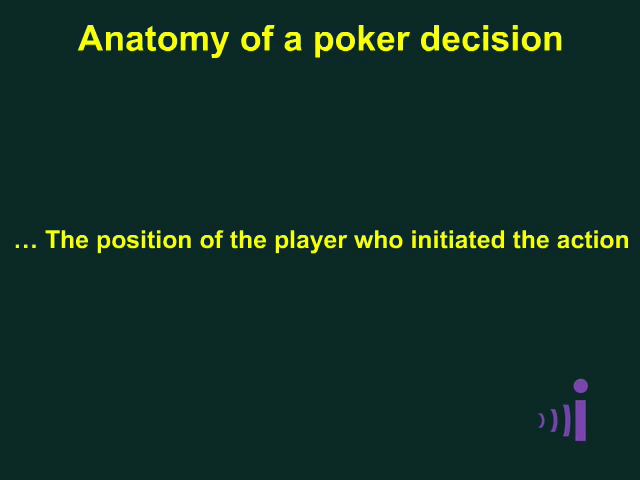 Anatomy of a poker decision
… The position of the player who initiated the action